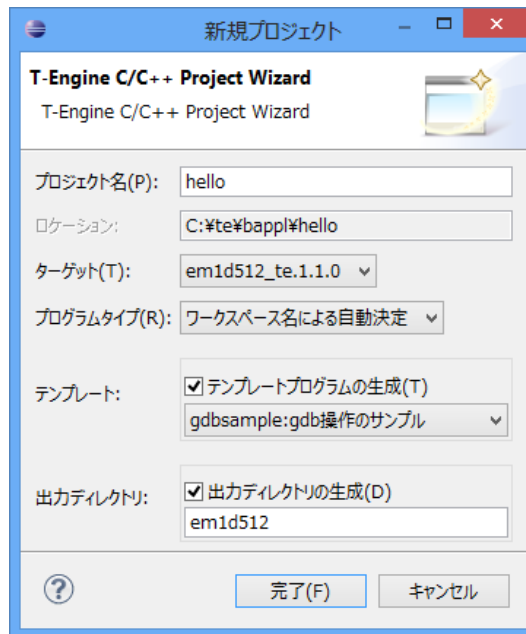 新規プロジェクト
T-Engine C/C++ Project Wizard
T-Engine C/C++ Project Wizard
プロジェクト名(P): hello
ロケーション: C:¥te¥bappl¥hello
ターゲット(T): em1d512_te.1.1.0
プログラムタイプ(R): ワークスペース名による自動決定
テンプレート: テンプレートプログラムの生成(T)
gdbsample:gdb操作のサンプル
出力ディレクトリ: 出力ディレクトリの生成(D)
em1d512
? 完了(F) キャンセル